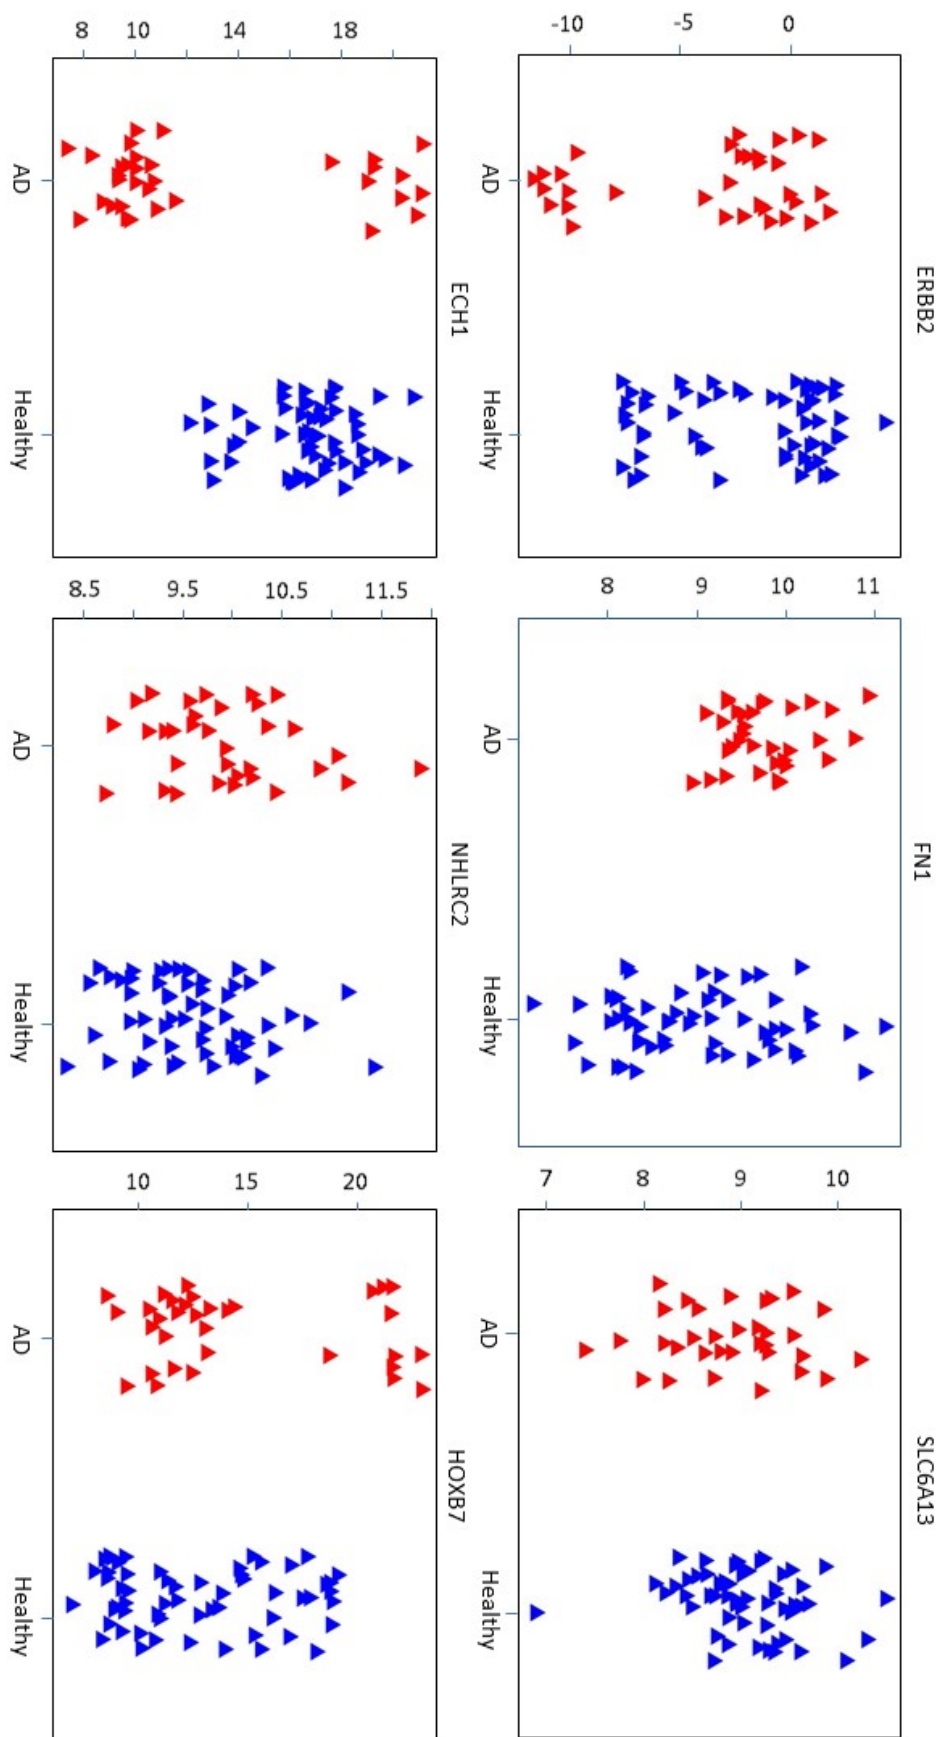 ERBB2
0
-5
-10
AD
Healthy
FN1
11
10
9
8
AD
Healthy
SLC6A13
10
9
8
7
AD
Healthy
ECH1
18
14
10
8
AD
Healthy
NHLRC2
11.5
10.5
9.5
8.5
AD
Healthy
HOXB7
20
15
10
AD
Healthy